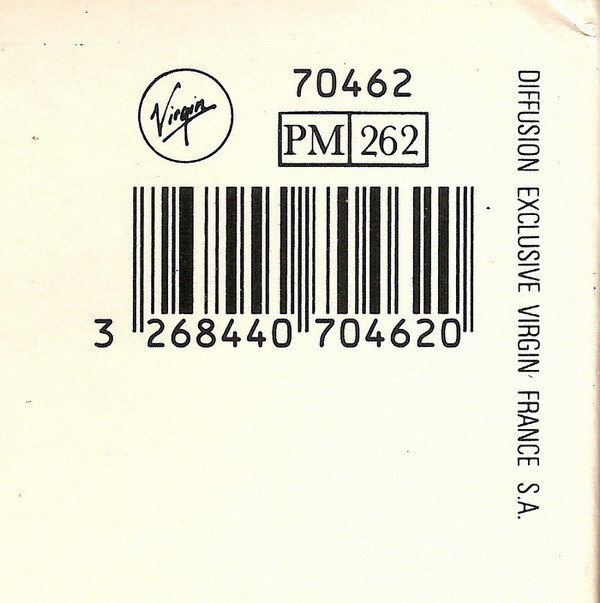 Virgin
70462
PM 262
3 268440 704620
DIFFUSION EXCLUSIVE VIRGIN FRANCE S.A.